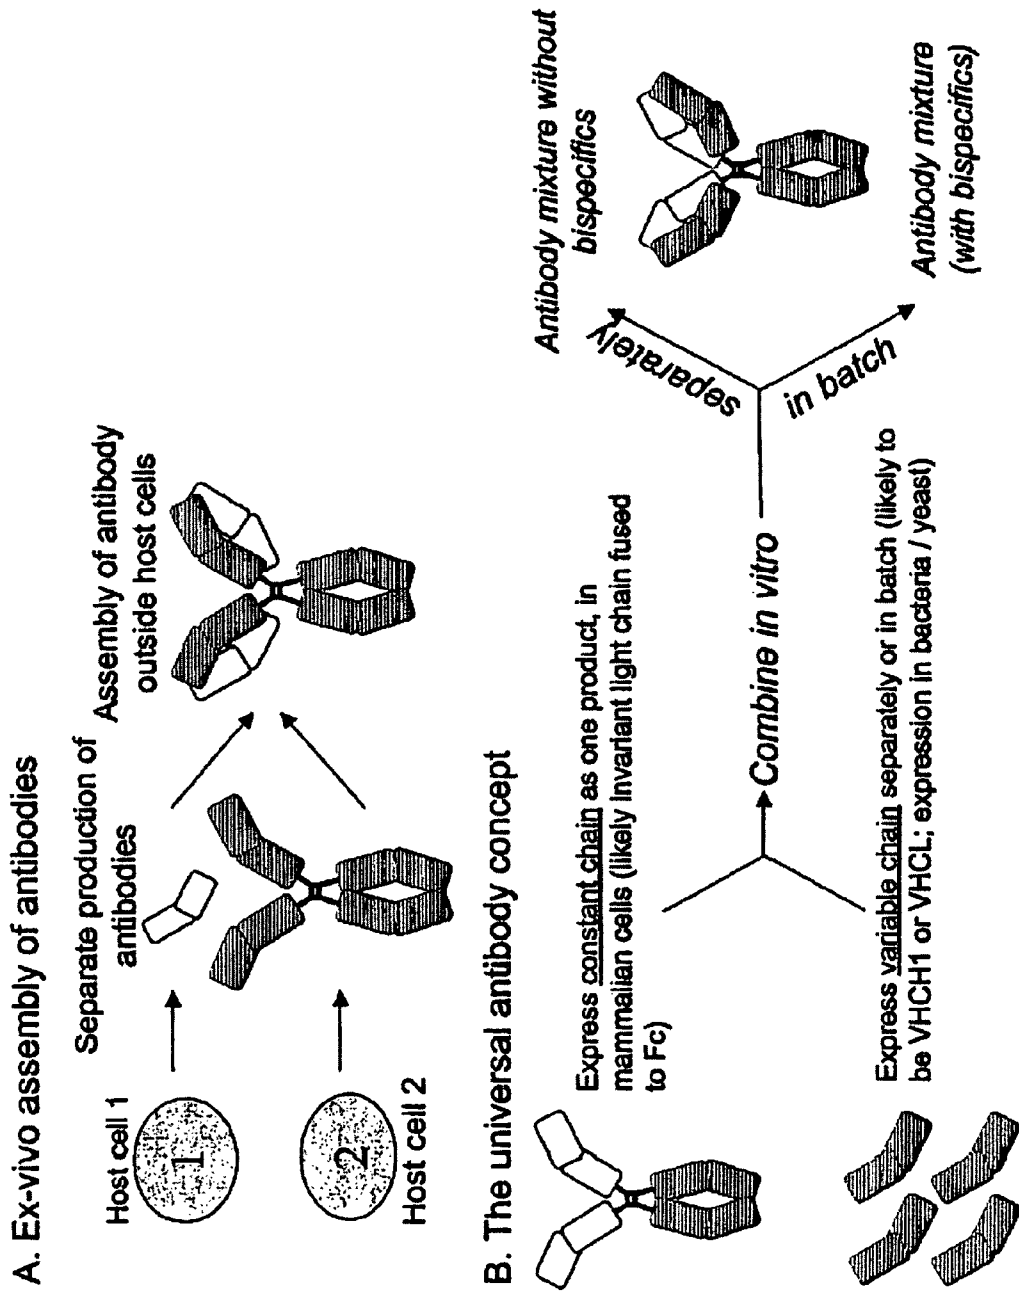 A. Ex-vivo assembly of antibodies
Host cell 1
1
2
Host cell 2
Separate production of
antibodies
Assembly of antibody
outside host cells
B. The universal antibody concept
Express constant chain as one product, in
mammalian cells (likely invariant light chain fused
to Fc)
Express variable chain separately or in batch (likely to
be VHCH1 or VHCL; expression in bacteria / yeast)
Combine in vitro
separately
in batch
Antibody mixture without
bispecifics
Antibody mixture
(with bispecifics)